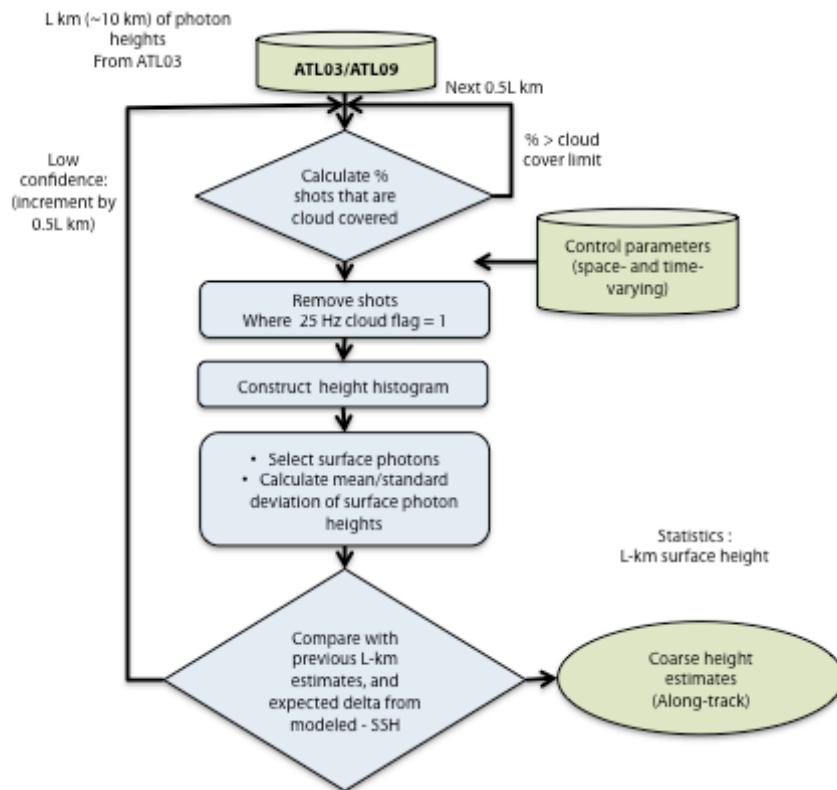 L km (~10 km) of photon
heights
From ATL03
ATL03/ATL09
Next 0.5L km
% > cloud
cover limit
Low
confidence:
(increment by
0.5L km)
Calculate %
shots that are
cloud covered
Control parameters
(space- and time-
varying)
Remove shots
Where 25 Hz cloud flag = 1
Construct height histogram
• Select surface photons
• Calculate mean/standard
deviation of surface photon
heights
Statistics :
L-km surface height
Compare with
previous L-km
estimates, and
expected delta from
modeled - SSH
Coarse height
estimates
(Along-track)